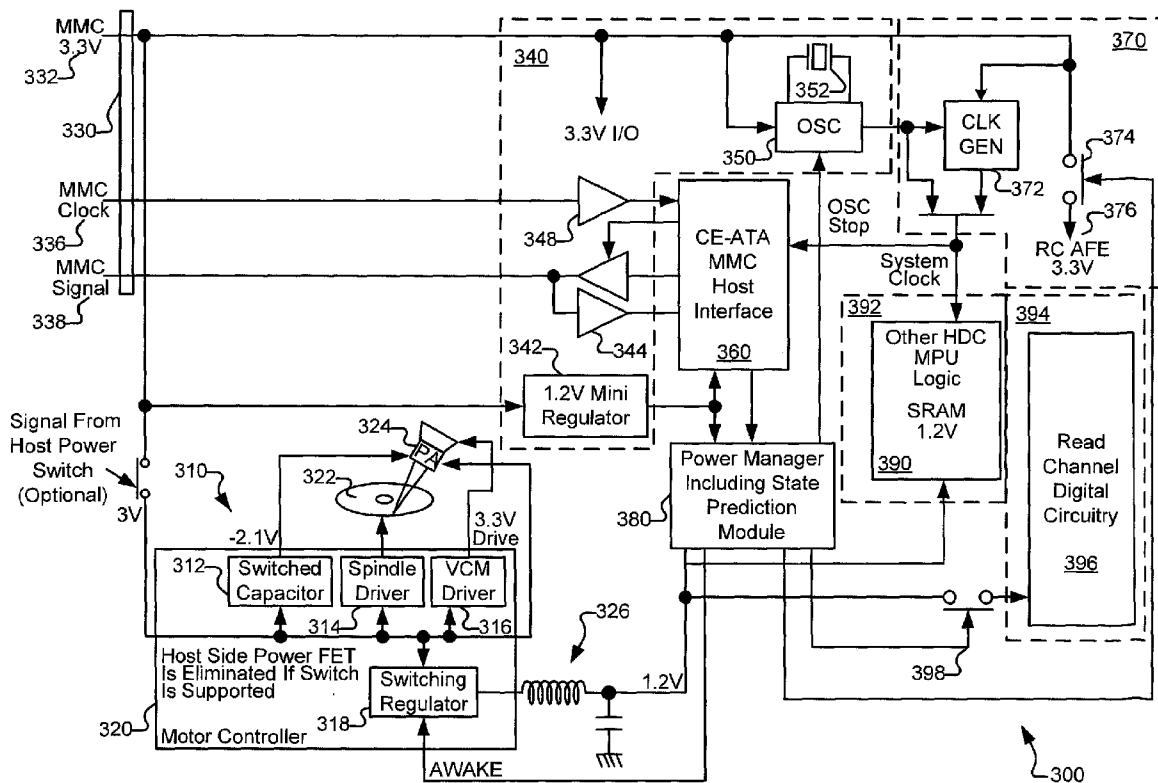 MMC
3.3V
332
330
340
370
352
3.3V I/O
OSC
350
CLK
GEN
372
374
376
RC AFE
3.3V
MMC
Clock
336
348
MMC
Signal
338
344
CE-ATA
MMC
Host
Interface
360
OSC
Stop
System
Clock
342
1.2V Mini
Regulator
392
Other HDC
MPU
Logic
SRAM
1.2V
390
394
Read
Channel
Digital
Circuitry
396
Signal From
Host Power
Switch
(Optional)
3V
310
324
PA
322
-2.1V
3.3V
Drive
380
Power Manager
Including State
Prediction
Module
312
Switched
Capacitor
Spindle
Driver
314
VCM
Driver
316
326
398
Host Side Power FET
Is Eliminated If Switch
Is Supported
Switching
Regulator
318
1.2V
320
Motor Controller
AWAKE
300